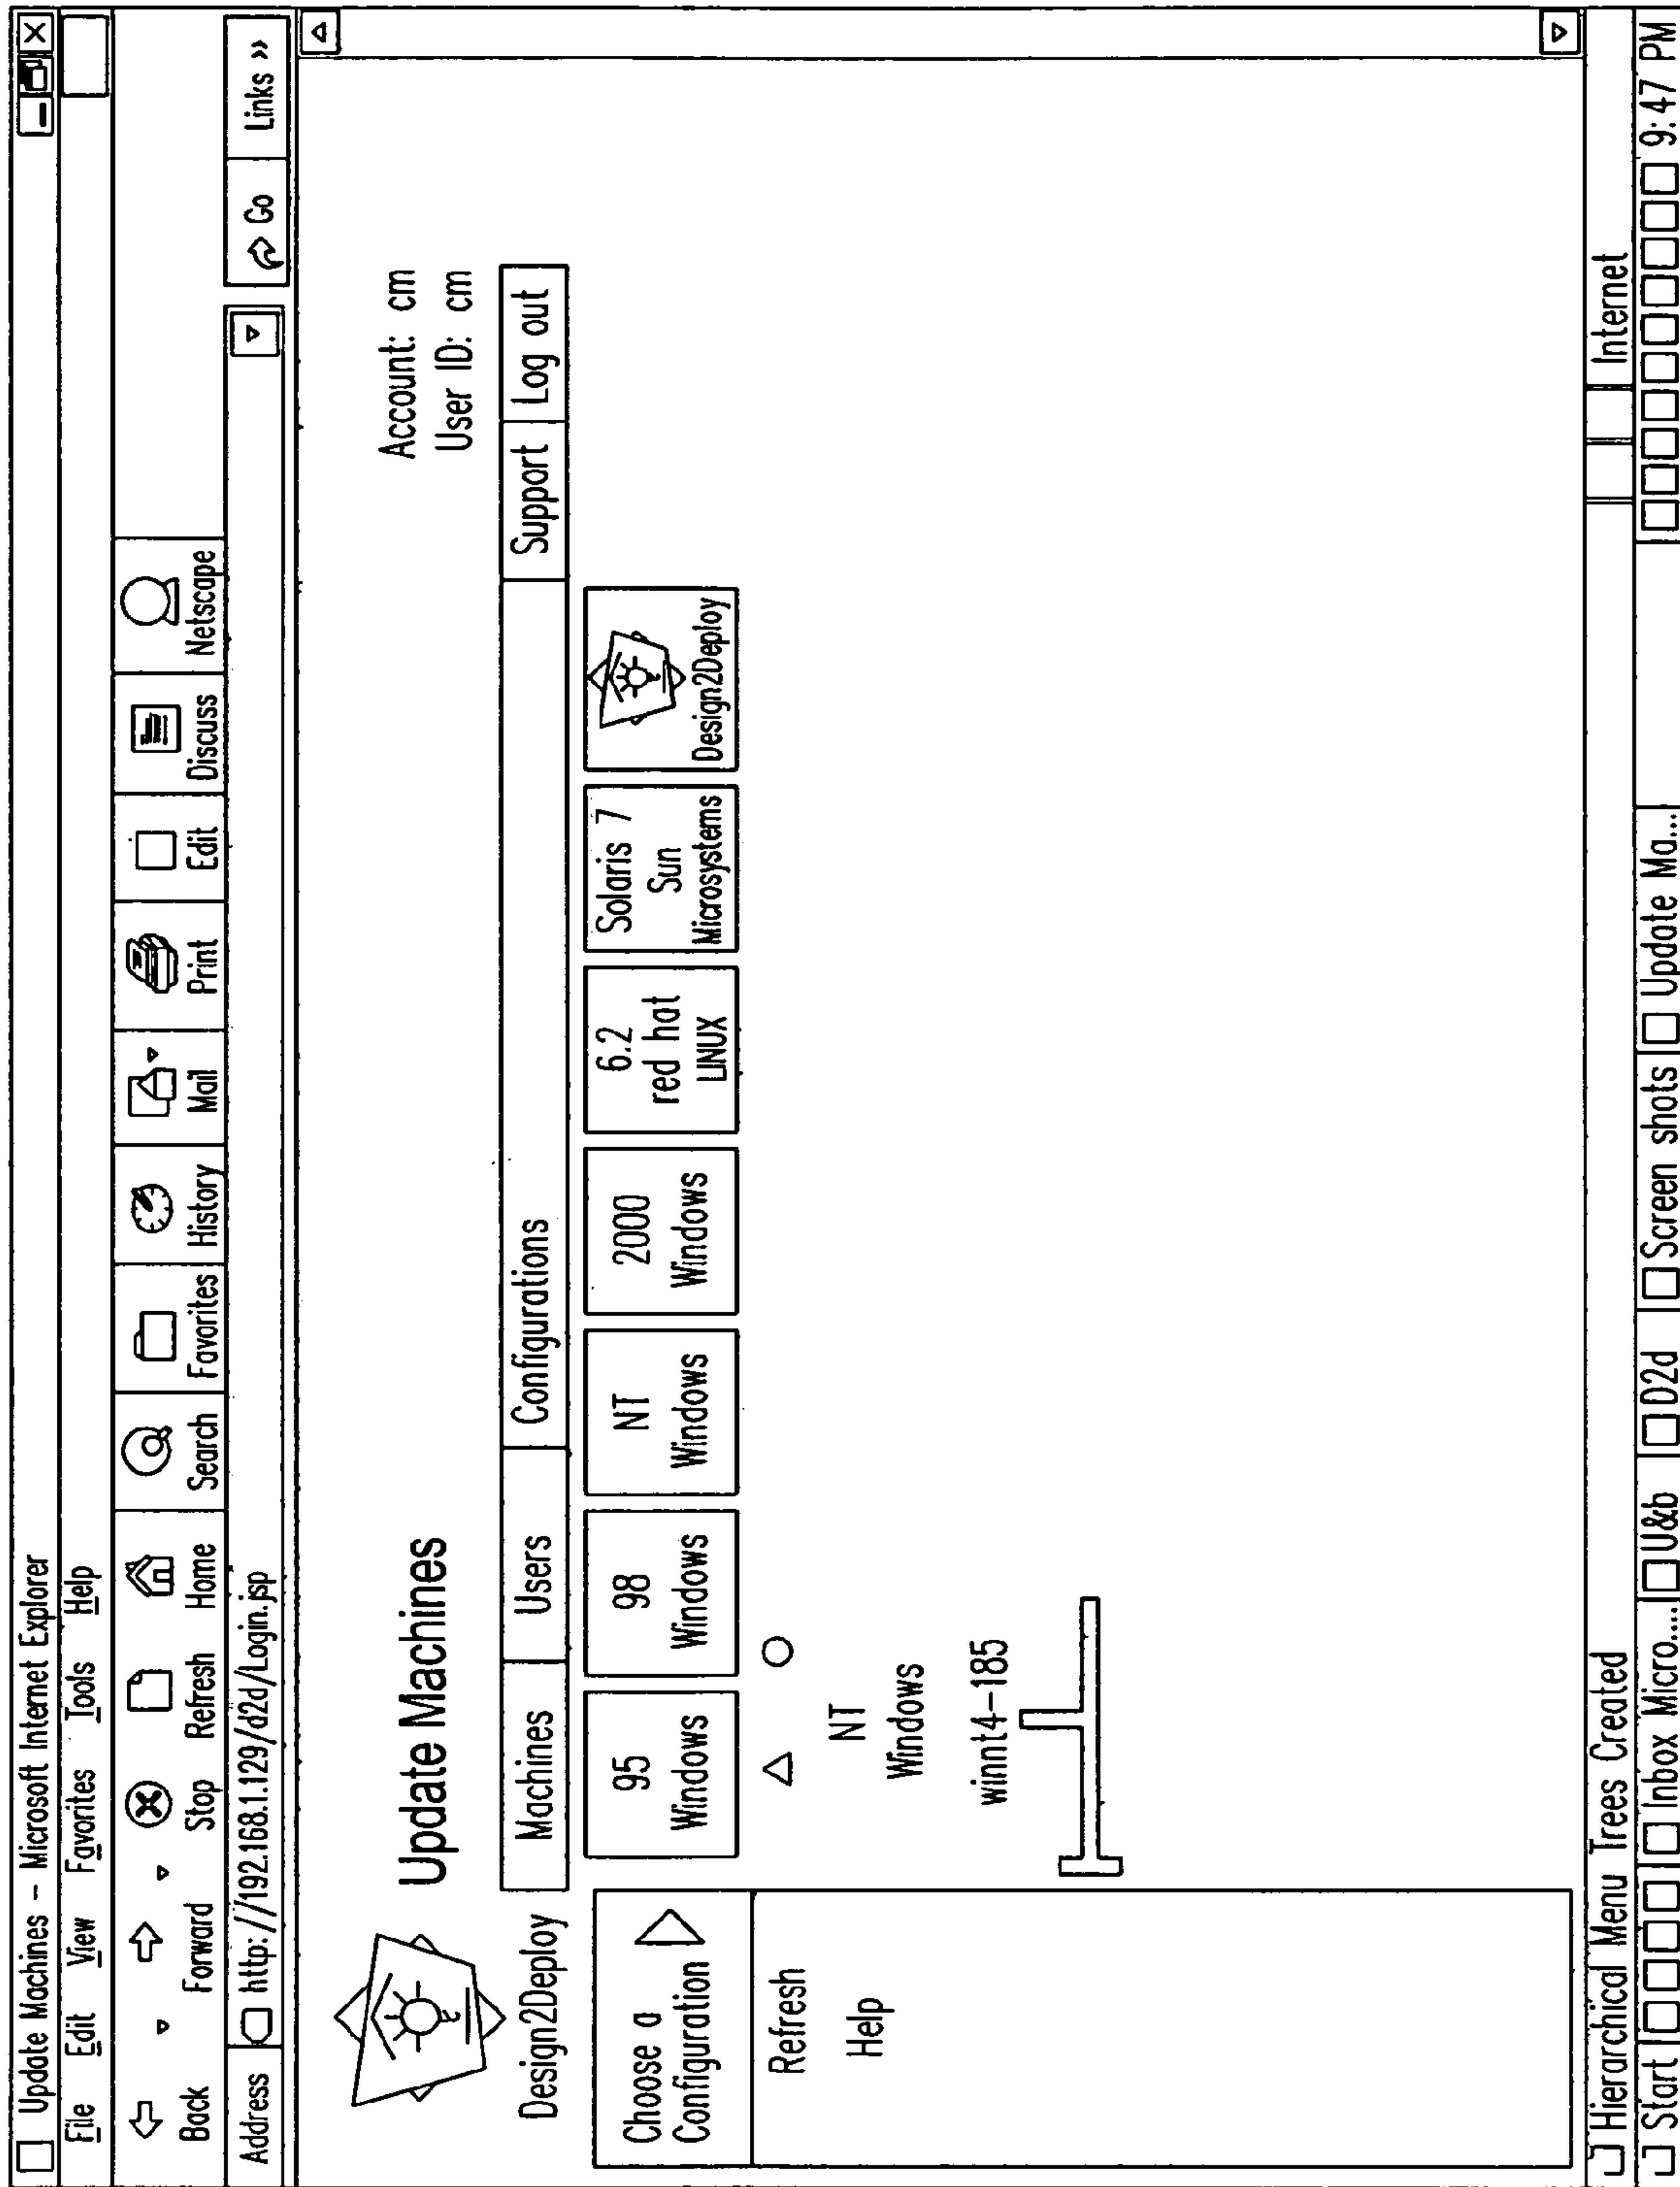 Update Machines – Microsoft Internet Explorer
File Edit View Favorites Tools Help
Back Forward Stop Refresh Home Search Favorites History Mail Print Edit Discuss Netscape
Address http://192.168.1.129/d2d/Login.jsp Go Links »
Design2Deploy
Update Machines
Account: cm
User ID: cm
Machines Users Configurations Support Log out
Choose a
Configuration
Refresh
Help
95
Windows
98
Windows
NT
Windows
2000
Windows
6.2
red hat
LINUX
Solaris 7
Sun
Microsystems
Design2Deploy
NT
Windows
wint4-185
Hierarchical Menu Trees Created Internet
Start Inbox Micro.... U&b D2d Screen shots Update Ma... 9:47 PM